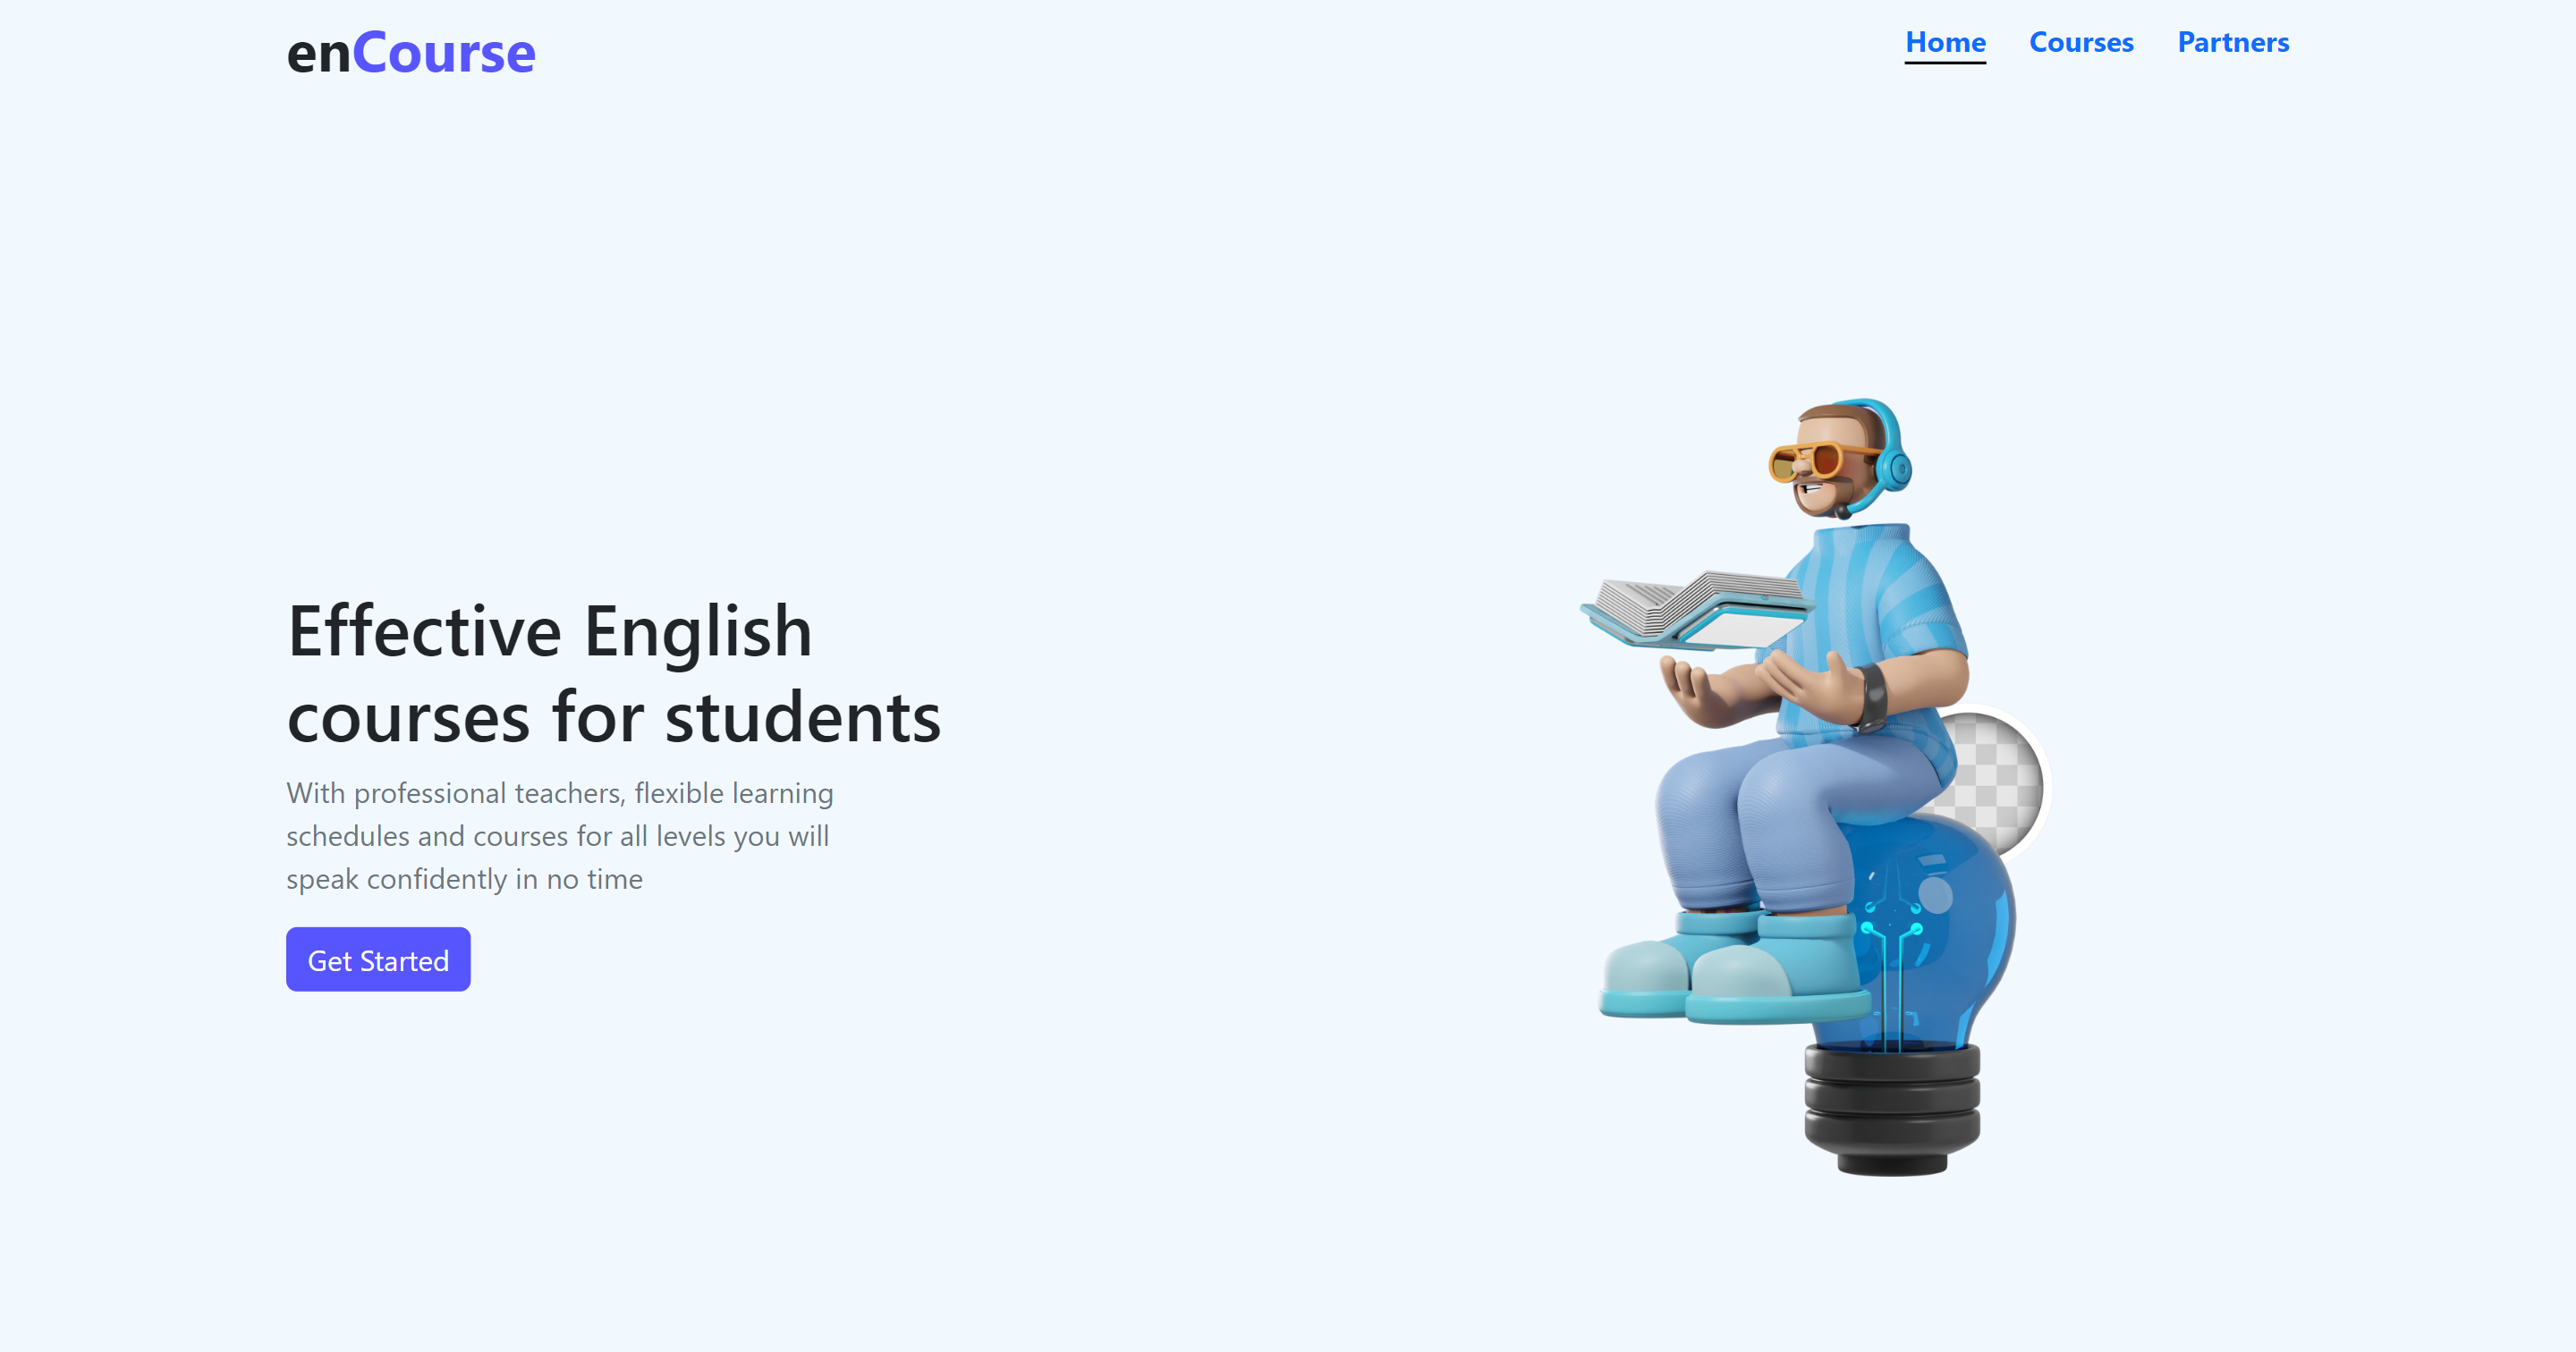 enCourse
Home Courses Partners
Effective English
courses for students
With professional teachers, flexible learning
schedules and courses for all levels you will
speak confidently in no time
Get Started